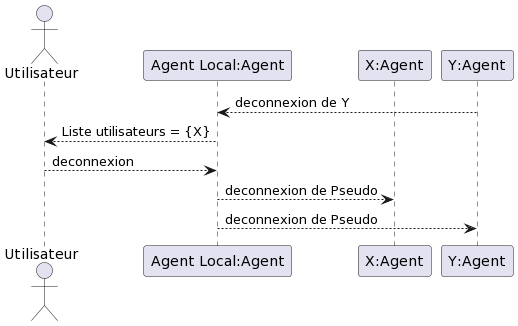 Utilisateur
Agent Local:Agent
X:Agent
Y:Agent
deconnexion de Y
Liste utilisateurs = {X}
deconnexion
deconnexion de Pseudo
deconnexion de Pseudo
Utilisateur
Agent Local:Agent
X:Agent
Y:Agent